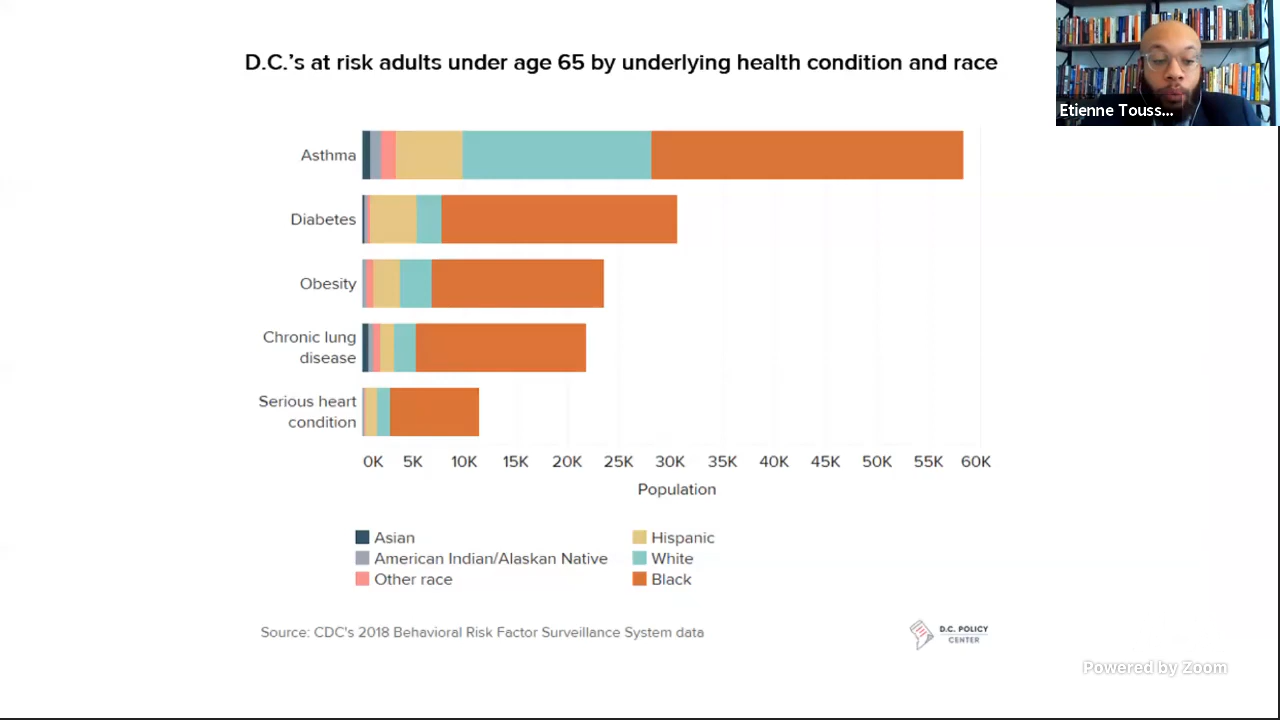 D.C.'s at risk adults under age 65 by underlying health condition and race
Etienne Touss...
Asthma
Diabetes
Obesity
Chronic lung
disease
Serious heart
condition
0K 5K 10K 15K 20K 25K 30K 35K 40K 45K 50K 55K 60K
Population
Asian
American Indian/Alaskan Native
Other race
Hispanic
White
Black
Source: CDC's 2018 Behavioral Risk Factor Surveillance System data
D.C. POLICY
CENTER
Powered by Zoom